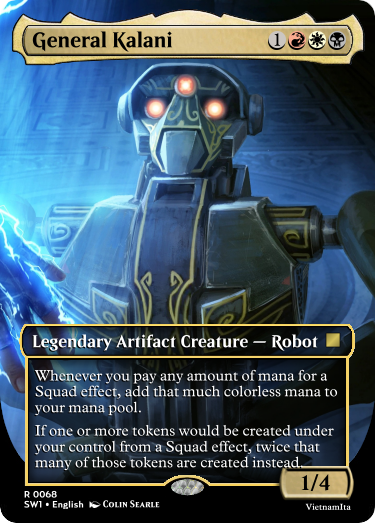 General Kalani
1
Legendary Artifact Creature — Robot
Whenever you pay any amount of mana for a
Squad effect, add that much colorless mana to
your mana pool.
If one or more tokens would be created under
your control from a Squad effect, twice that
many of those tokens are created instead.
1/4
R 0068
SW1 • English Colin Searle
VietnamIta